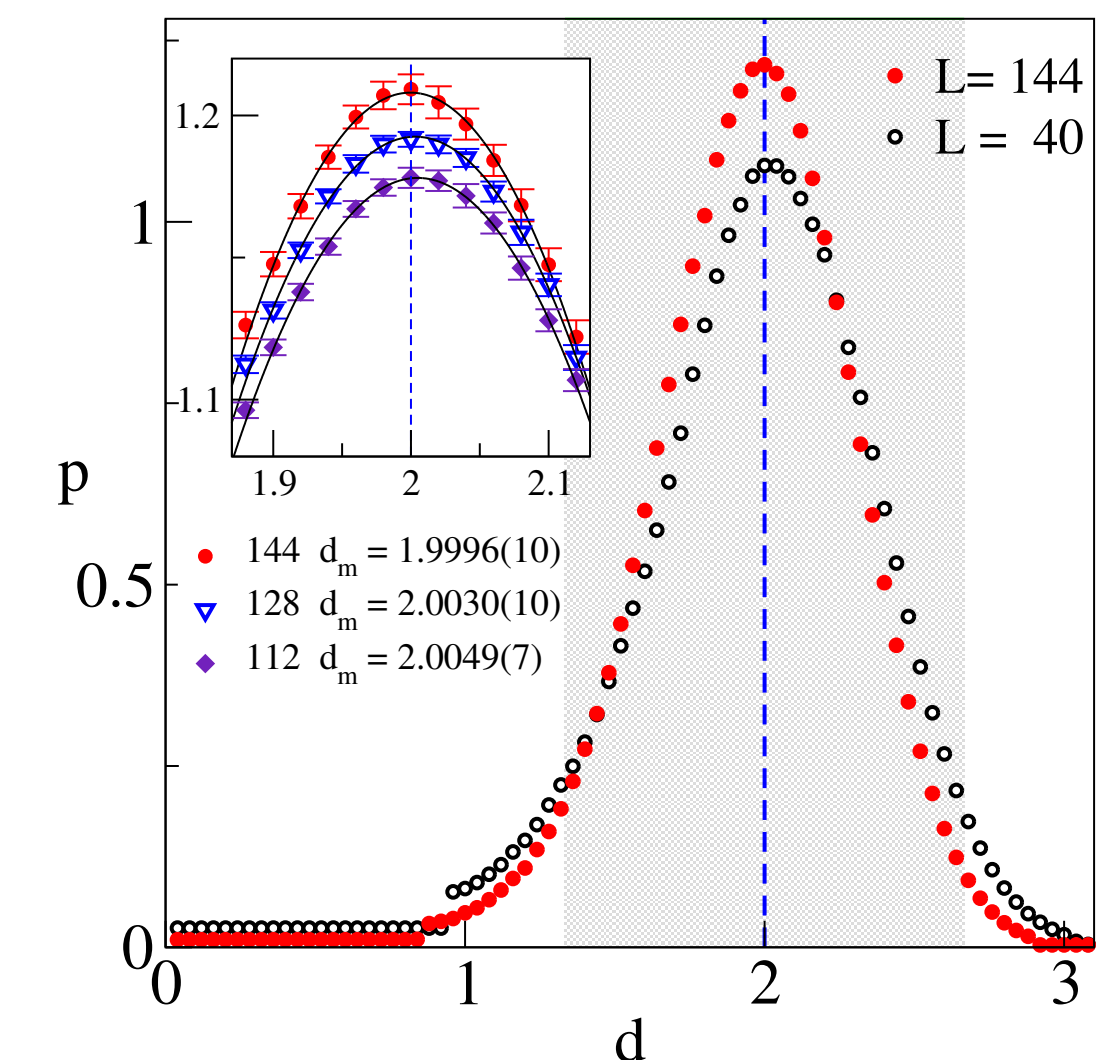 L= 144
L = 40
1.2
1.1
1.9
2
2.1
1
0.5
0
p
144 d_m = 1.9996(10)
128 d_m = 2.0030(10)
112 d_m = 2.0049(7)
0
1
2
3
d